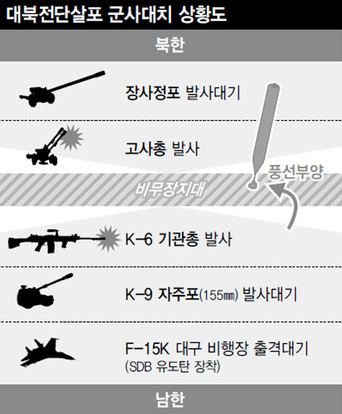 대북전단살포 군사대치 상황도
북한
장사정포 발사대기
고사총 발사
풍선부양
비무장지대
K-6 기관총 발사
K-9 자주포(155㎜) 발사대기
F-15K 대구 비행장 출격대기
(SDB 유도탄 장착)
남한